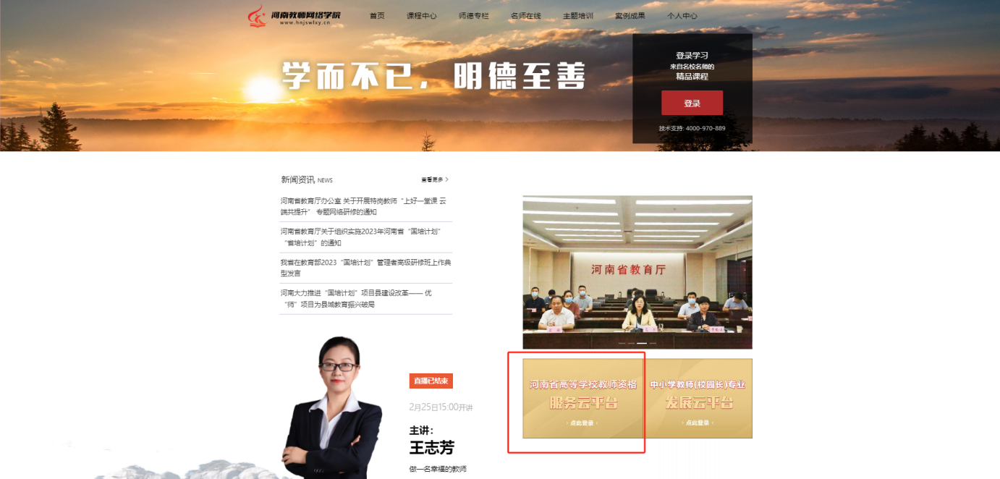 河南教师网络学院
www.hnjswlxy.cn
首页 课程中心 师德专栏 名师在线 主题培训 案例成果 个人中心
学而不已，明德至善
登录学习
来自名校名师的
精品课程
登录
技术支持: 4000-970-889
新闻资讯 NEWS 查看更多 >
河南省教育厅办公室 关于开展特岗教师“上好一堂课 云
端共提升” 专题网络研修的通知
河南省教育厅关于组织实施2023年河南省“国培计划”
“省培计划”的通知
我省在教育部2023“国培计划”管理者高级研修班上作典
型发言
河南大力推进“国培计划”项目县建设改革—— 优
“师”项目为县域教育振兴破局
河南省教育厅
直播已结束
2月25日15:00开讲
主讲：
王志芳
做一名幸福的教师
河南省高等学校教师资格
服务云平台
点此登录
中小学教师(校园长)专业
发展云平台
点此登录